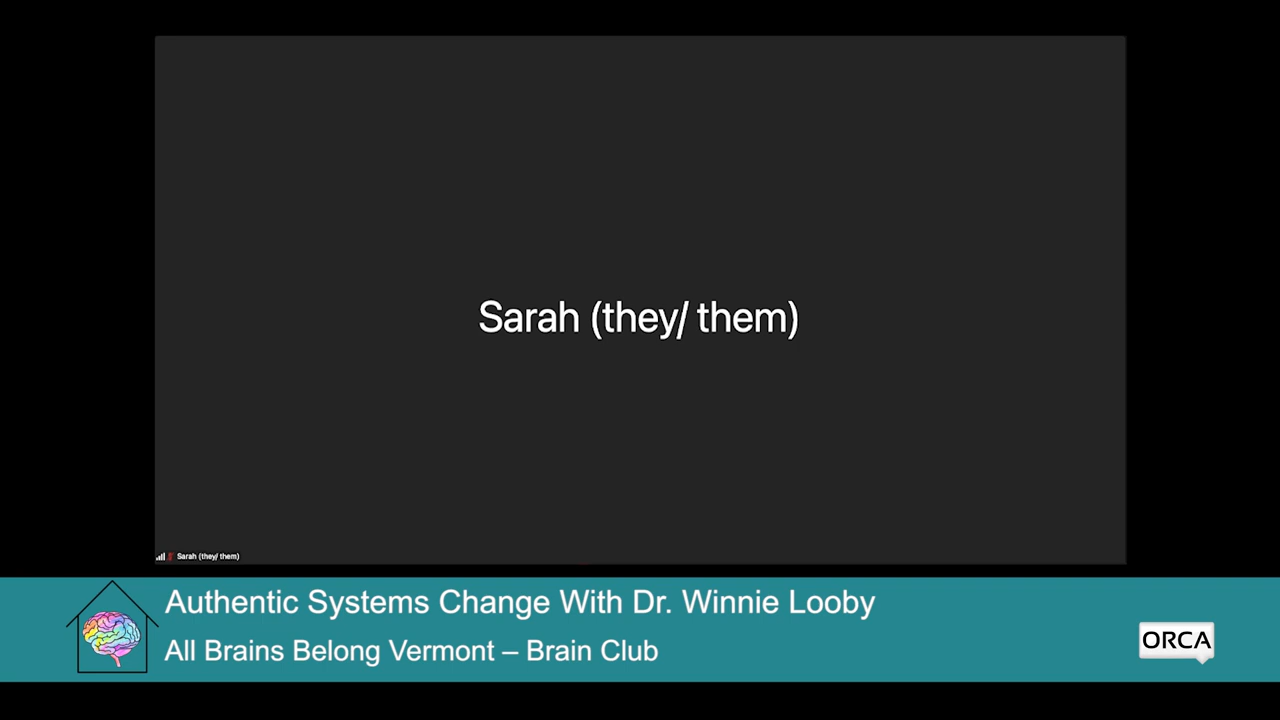 Sarah (they/ them)
Sarah (they/ them)
Authentic Systems Change With Dr. Winnie Looby
All Brains Belong Vermont – Brain Club
ORCA